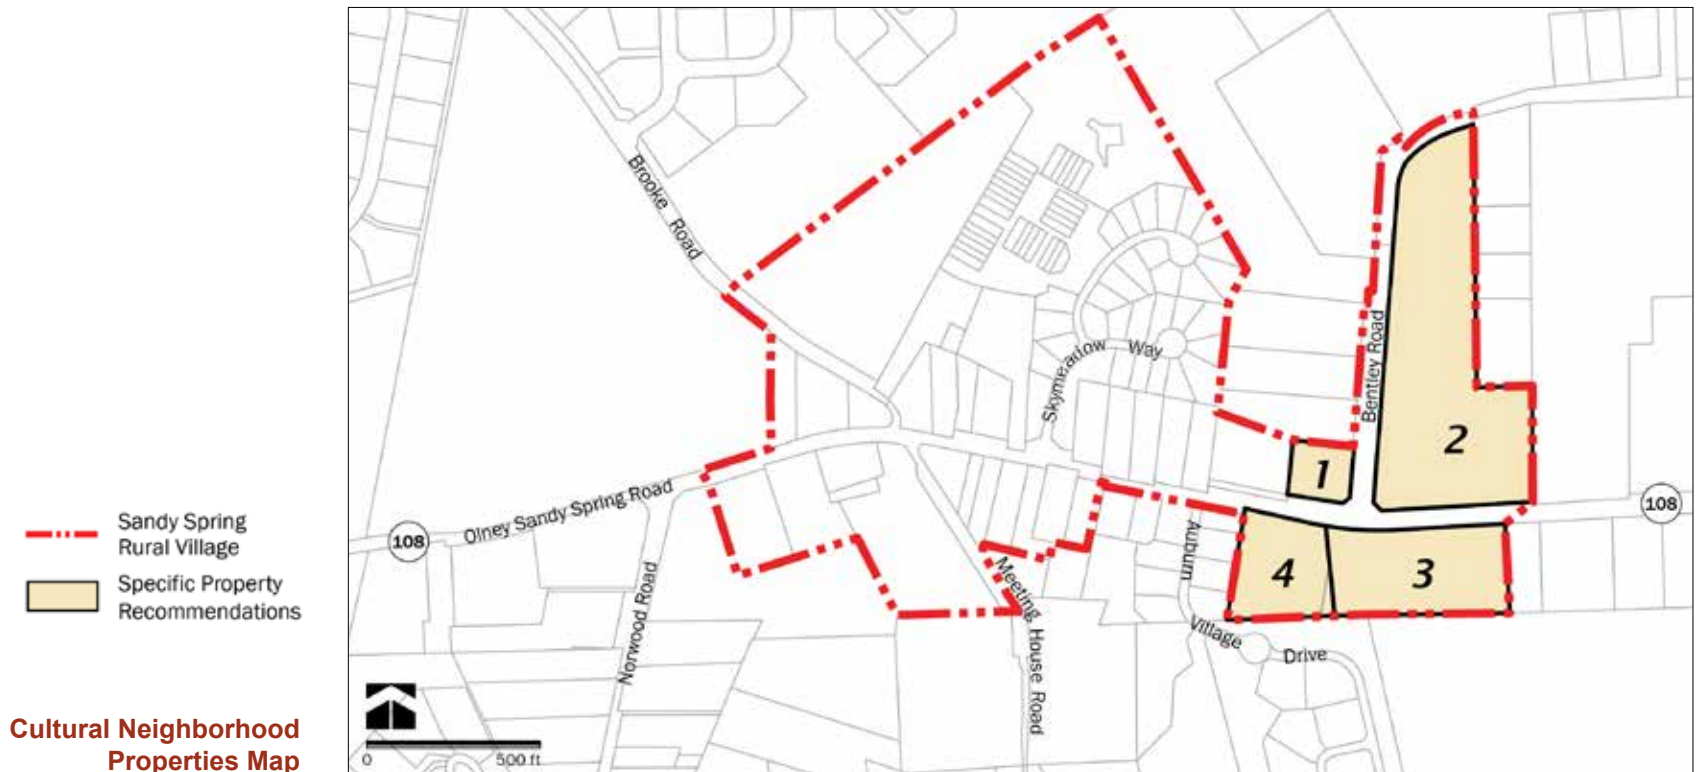 Brooke Road
Skymeadow Way
Bentley Road
1
2
108
Olney Sandy Spring Road
108
Sandy Spring
Rural Village
Specific Property
Recommendations
Norwood Road
Meeting House Road
Auburn Village Drive
4
3
Cultural Neighborhood
Properties Map
0
500 ft